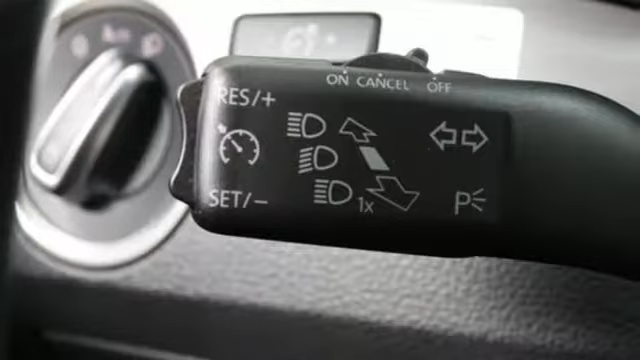 ON CANCEL OFF
RES/+
SET/-
1x
P